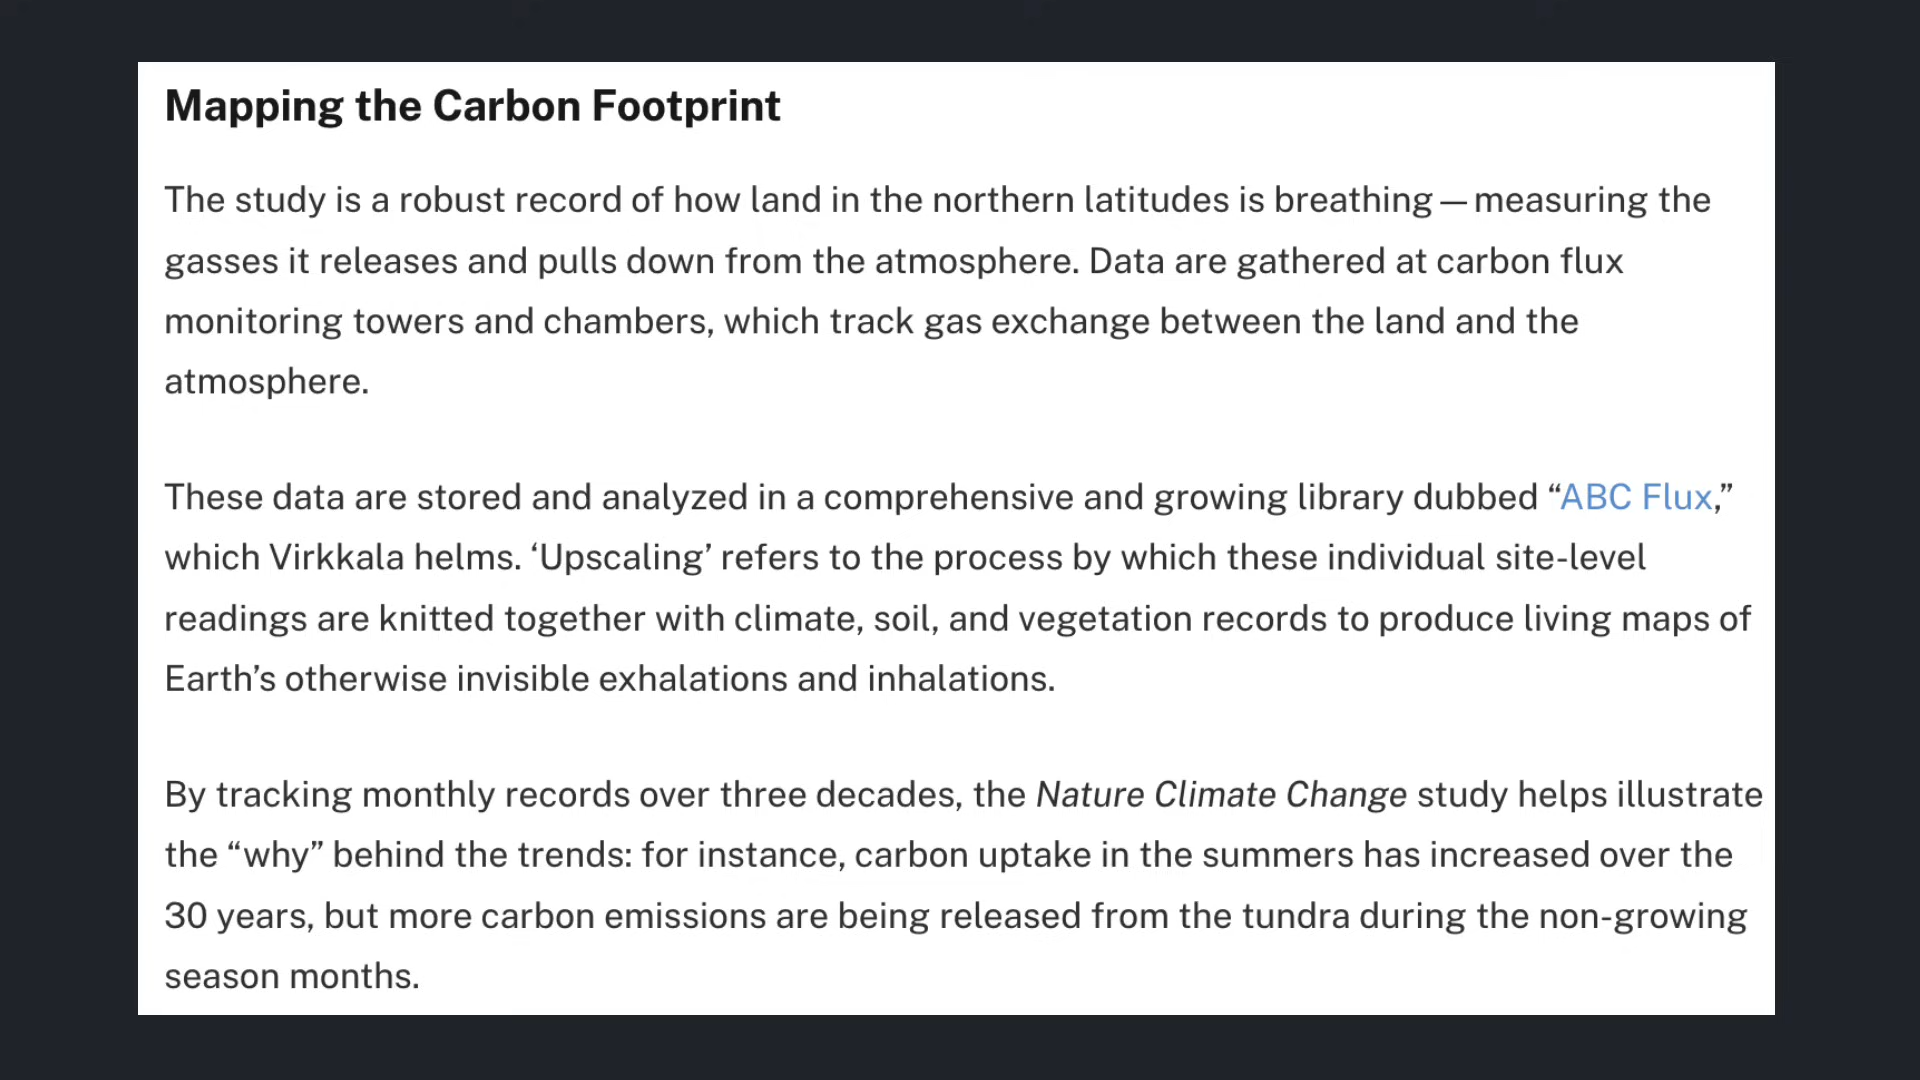 Mapping the Carbon Footprint
The study is a robust record of how land in the northern latitudes is breathing — measuring the
gasses it releases and pulls down from the atmosphere. Data are gathered at carbon flux
monitoring towers and chambers, which track gas exchange between the land and the
atmosphere.
These data are stored and analyzed in a comprehensive and growing library dubbed “ABC Flux,”
which Virkkala helms. ‘Upscaling’ refers to the process by which these individual site-level
readings are knitted together with climate, soil, and vegetation records to produce living maps of
Earth’s otherwise invisible exhalations and inhalations.
By tracking monthly records over three decades, the Nature Climate Change study helps illustrate
the “why” behind the trends: for instance, carbon uptake in the summers has increased over the
30 years, but more carbon emissions are being released from the tundra during the non-growing
season months.